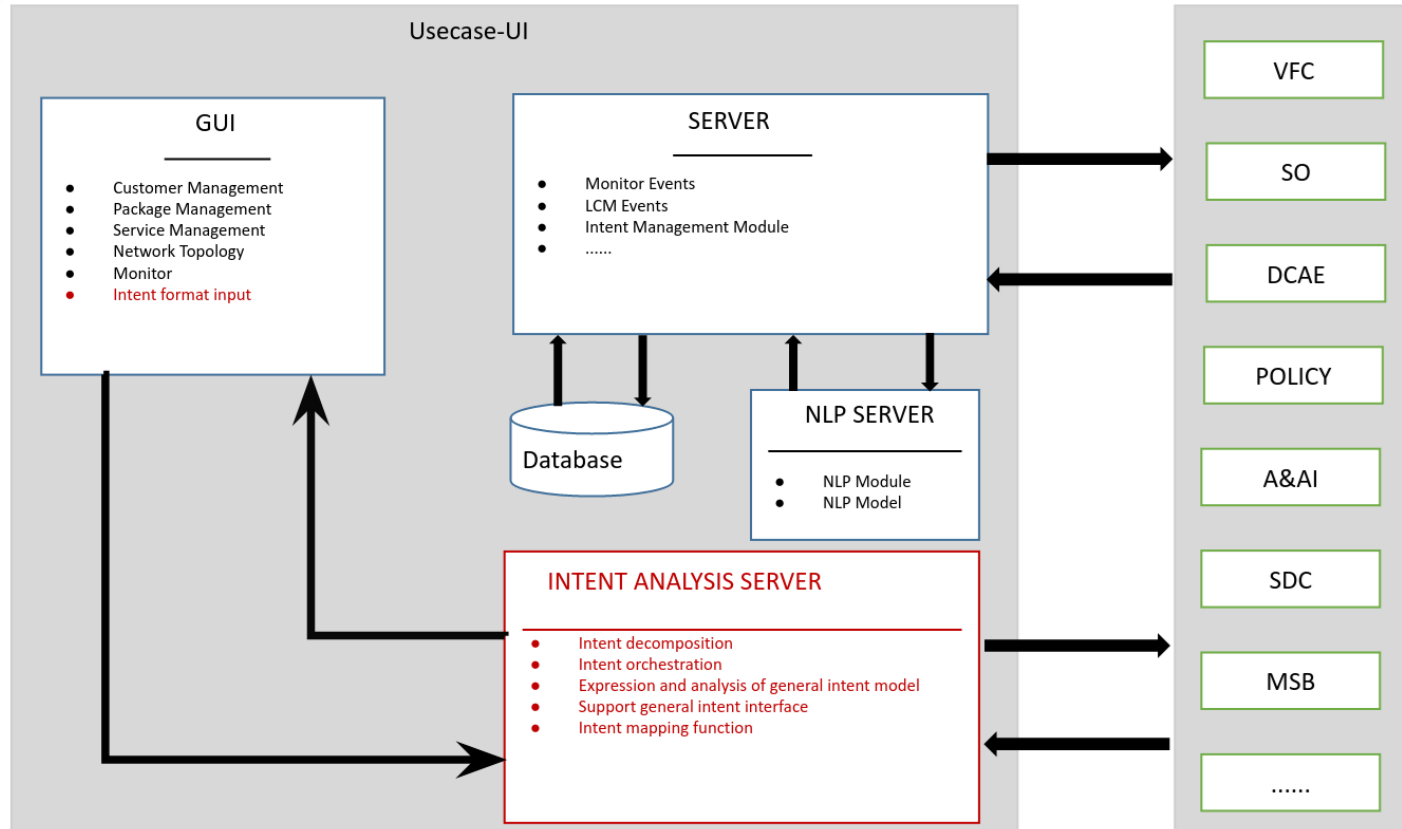 Usecase-UI
GUI
● Customer Management
● Package Management
● Service Management
● Network Topology
● Monitor
● Intent format input
SERVER
● Monitor Events
● LCM Events
● Intent Management Module
● ......
Database
NLP SERVER
● NLP Module
● NLP Model
INTENT ANALYSIS SERVER
● Intent decomposition
● Intent orchestration
● Expression and analysis of general intent model
● Support general intent interface
● Intent mapping function
VFC
SO
DCAE
POLICY
A&AI
SDC
MSB
......